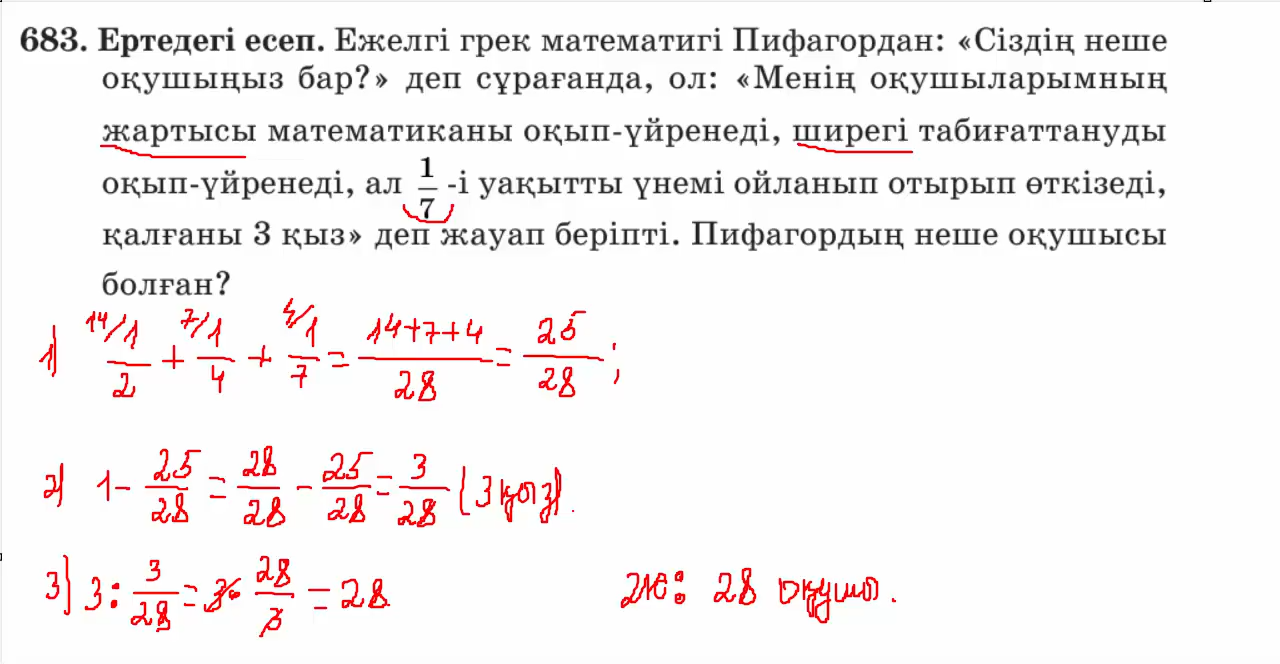 683. Ертедегі есеп. Ежелгі грек математигі Пифагордан: «Сіздің неше
оқушыңыз бар?» деп сұрағанда, ол: «Менің оқушыларымның
жартысы математиканы оқып-үйренеді, ширегі табиғаттануды
оқып-үйренеді, ал 1/7 -і уақытты үнемі ойланып отырып өткізеді,
қалғаны 3 қыз» деп жауап беріпті. Пифагордың неше оқушысы
болған?
1) 14/ 1/2 + 7/ 1/4 + 4/ 1/7 = (14+7+4)/28 = 25/28 ;
2) 1 - 25/28 = 28/28 - 25/28 = 3/28 (3 қыз).
3) 3 : 3/28 = 3 · 28/3 = 28 Ж: 28 оқушы.